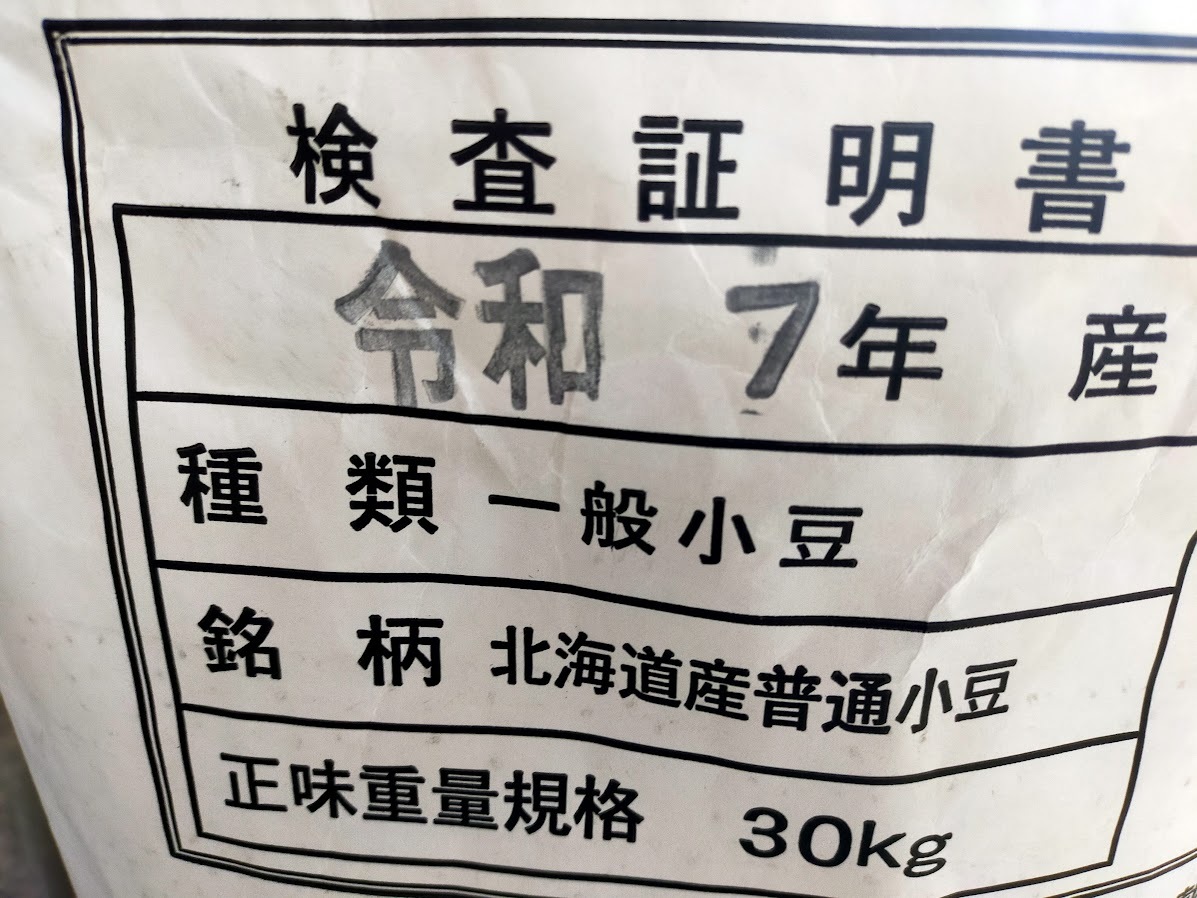 検査証明書
令和 7年 産
種類 一般小豆
銘柄 北海道産普通小豆
正味重量規格 30kg